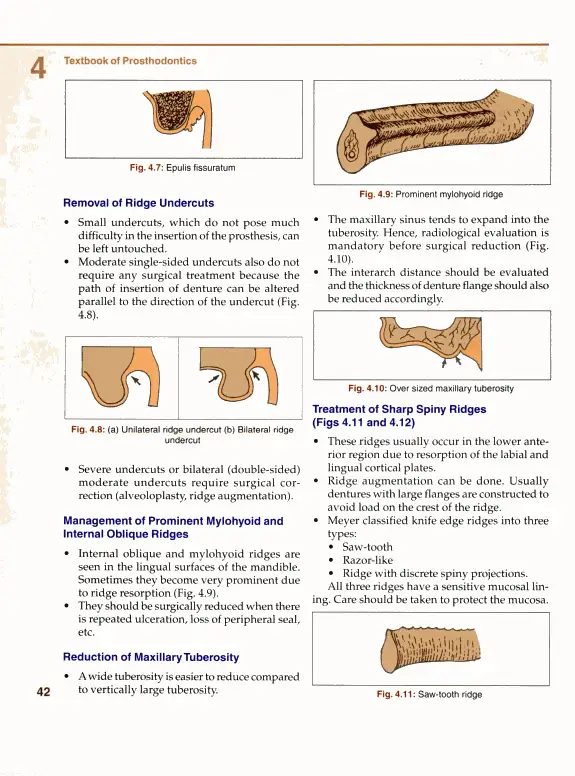 4
Textbook of Prosthodontics
Fig. 4.7: Epulis fissuratum
Removal of Ridge Undercuts
• Small undercuts, which do not pose much
difficulty in the insertion of the prosthesis, can
be left untouched.
• Moderate single-sided undercuts also do not
require any surgical treatment because the
path of insertion of denture can be altered
parallel to the direction of the undercut (Fig.
4.8).
Fig. 4.8: (a) Unilateral ridge undercut (b) Bilateral ridge
undercut
• Severe undercuts or bilateral (double-sided)
moderate undercuts require surgical cor-
rection (alveoloplasty, ridge augmentation).
Management of Prominent Mylohyoid and
Internal Oblique Ridges
• Internal oblique and mylohyoid ridges are
seen in the lingual surfaces of the mandible.
Sometimes they become very prominent due
to ridge resorption (Fig. 4.9).
• They should be surgically reduced when there
is repeated ulceration, loss of peripheral seal,
etc.
Reduction of Maxillary Tuberosity
• A wide tuberosity is easier to reduce compared
to vertically large tuberosity.
42
Fig. 4.9: Prominent mylohyoid ridge
• The maxillary sinus tends to expand into the
tuberosity. Hence, radiological evaluation is
mandatory before surgical reduction (Fig.
4.10).
• The interarch distance should be evaluated
and the thickness of denture flange should also
be reduced accordingly.
Fig. 4.10: Over sized maxillary tuberosity
Treatment of Sharp Spiny Ridges
(Figs 4.11 and 4.12)
• These ridges usually occur in the lower ante-
rior region due to resorption of the labial and
lingual cortical plates.
• Ridge augmentation can be done. Usually
dentures with large flanges are constructed to
avoid load on the crest of the ridge.
• Meyer classified knife edge ridges into three
types:
• Saw-tooth
• Razor-like
• Ridge with discrete spiny projections.
All three ridges have a sensitive mucosal lin-
ing. Care should be taken to protect the mucosa.
Fig. 4.11: Saw-tooth ridge